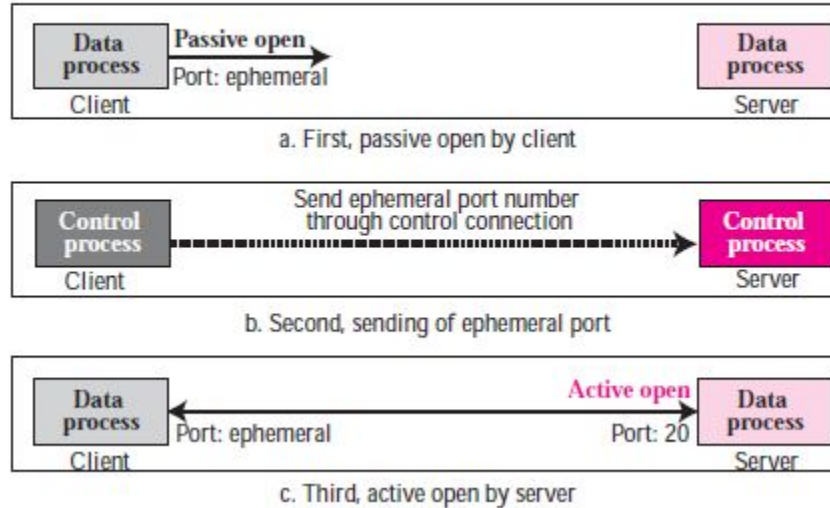 Data
process
Client
Passive open
Port: ephemeral
Data
process
Server
a. First, passive open by client
Control
process
Client
Send ephemeral port number
through control connection
Control
process
Server
b. Second, sending of ephemeral port
Data
process
Client
Port: ephemeral
Active open
Port: 20
Data
process
Server
c. Third, active open by server